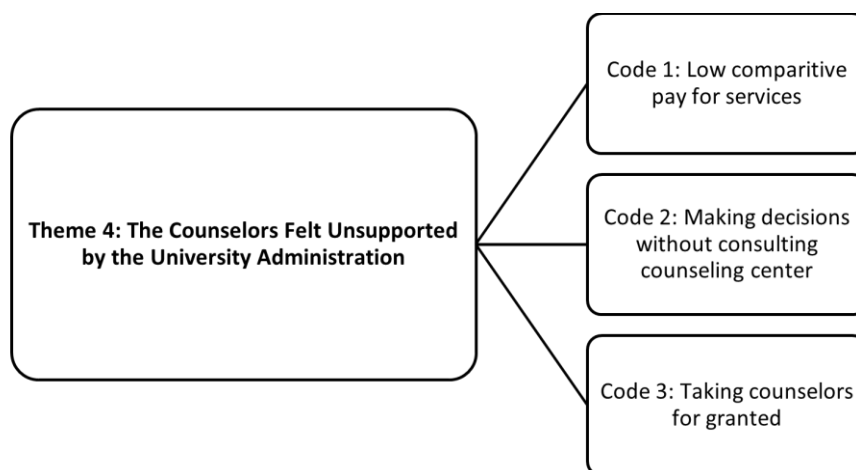 Theme 4: The Counselors Felt Unsupported
by the University Administration
Code 1: Low comparitive
pay for services
Code 2: Making decisions
without consulting
counseling center
Code 3: Taking counselors
for granted